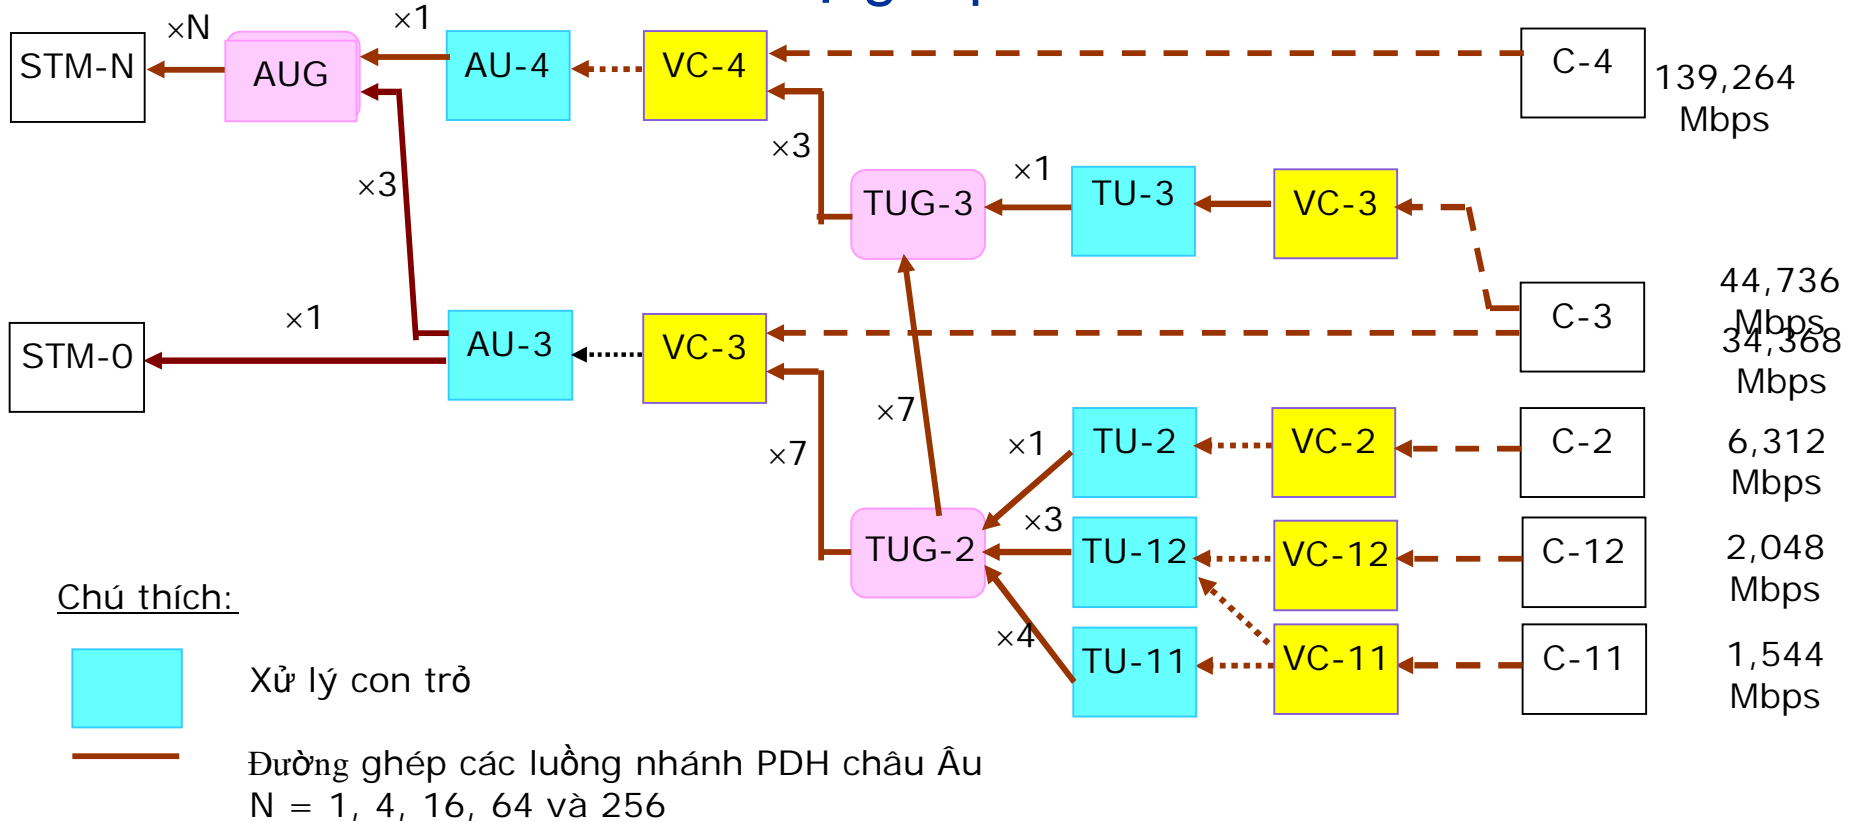 ×N
×1
STM-N
AUG
AU-4
VC-4
C-4
139,264
Mbps
×3
×3
×1
TUG-3
TU-3
VC-3
×1
STM-0
AU-3
VC-3
C-3
44,736
Mbps
34,368
Mbps
×7
×7
×1
TU-2
VC-2
C-2
6,312
Mbps
×3
TUG-2
TU-12
VC-12
C-12
2,048
Mbps
×4
TU-11
VC-11
C-11
1,544
Mbps
Chú thích:
Xử lý con trỏ
Đường ghép các luồng nhánh PDH châu Âu
N = 1, 4, 16, 64 và 256